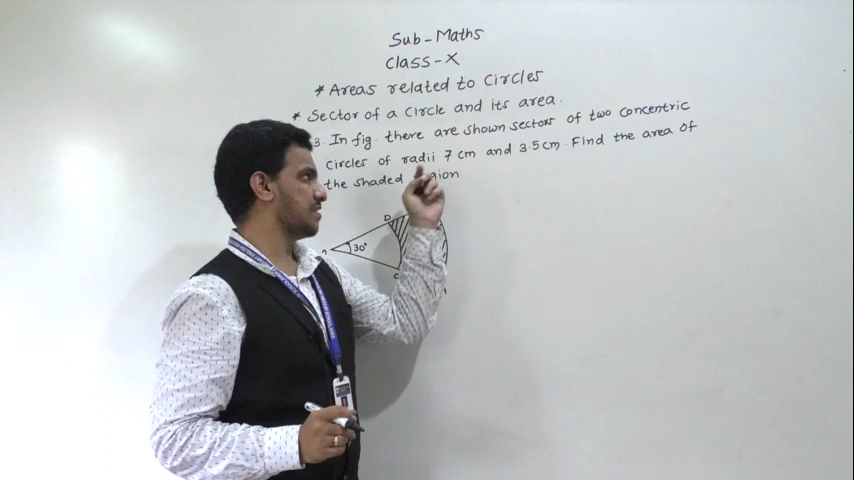 Sub-Maths
Class-X
* Areas related to Circles
* Sector of a Circle and its area.
3. In fig. there are shown sectors of two concentric
circles of radii 7 cm and 3.5 cm. Find the area of
the shaded
D
30°
C